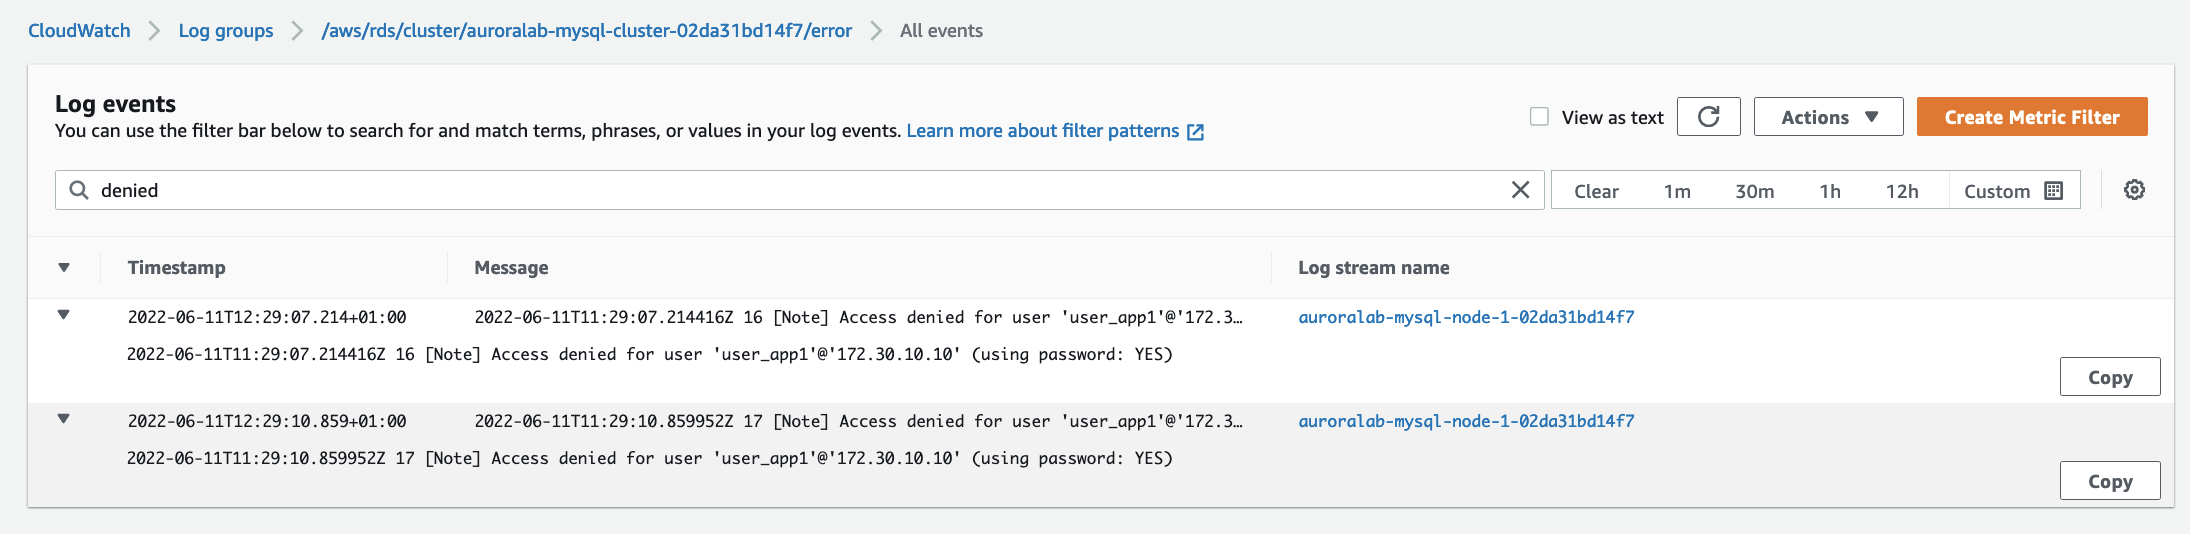 CloudWatch > Log groups > /aws/rds/cluster/auroralab-mysql-cluster-02da31bd14f7/error > All events
Log events
You can use the filter bar below to search for and match terms, phrases, or values in your log events. Learn more about filter patterns
View as text
Actions
Create Metric Filter
denied
Clear 1m 30m 1h 12h Custom
Timestamp Message Log stream name
2022-06-11T12:29:07.214+01:00 2022-06-11T11:29:07.214416Z 16 [Note] Access denied for user 'user_app1'@'172.3… auroralab-mysql-node-1-02da31bd14f7
2022-06-11T11:29:07.214416Z 16 [Note] Access denied for user 'user_app1'@'172.30.10.10' (using password: YES)
Copy
2022-06-11T12:29:10.859+01:00 2022-06-11T11:29:10.859952Z 17 [Note] Access denied for user 'user_app1'@'172.3… auroralab-mysql-node-1-02da31bd14f7
2022-06-11T11:29:10.859952Z 17 [Note] Access denied for user 'user_app1'@'172.30.10.10' (using password: YES)
Copy